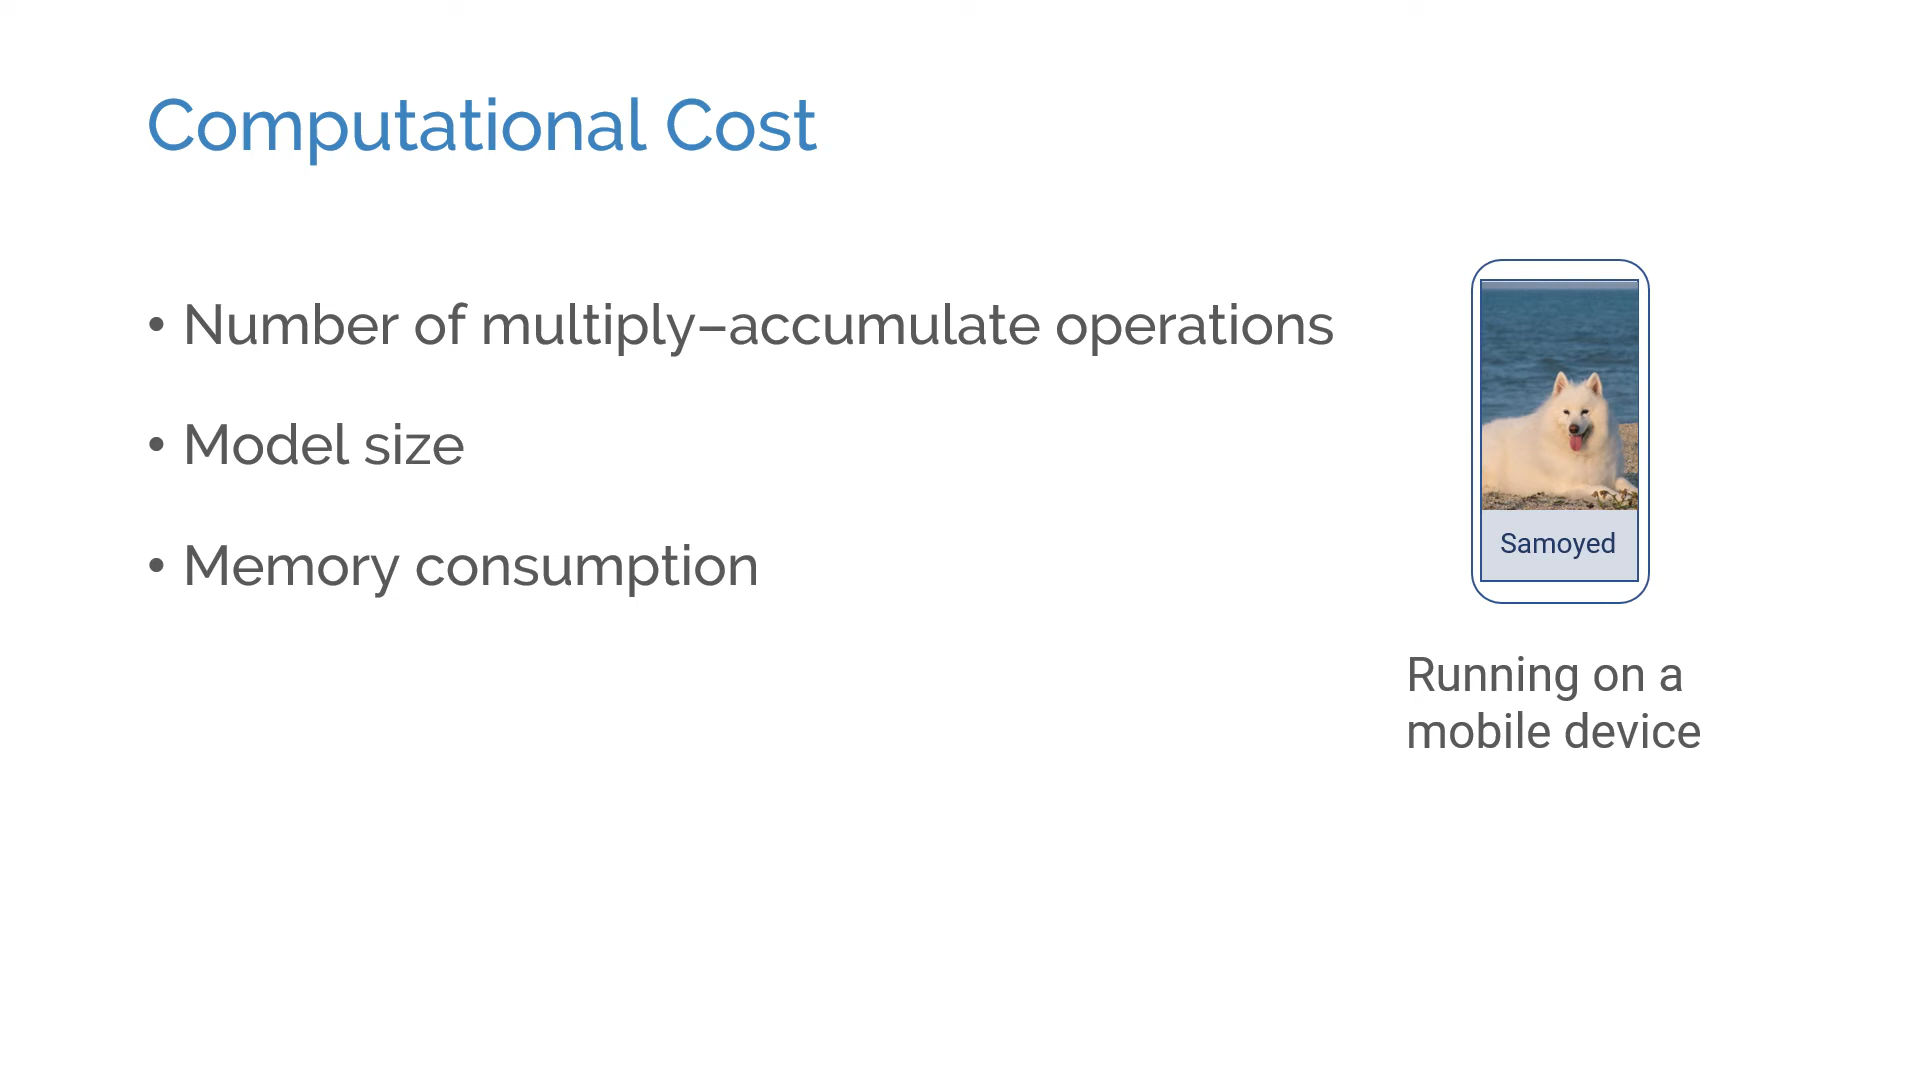 Computational Cost
• Number of multiply–accumulate operations
• Model size
• Memory consumption
Samoyed
Running on a
mobile device